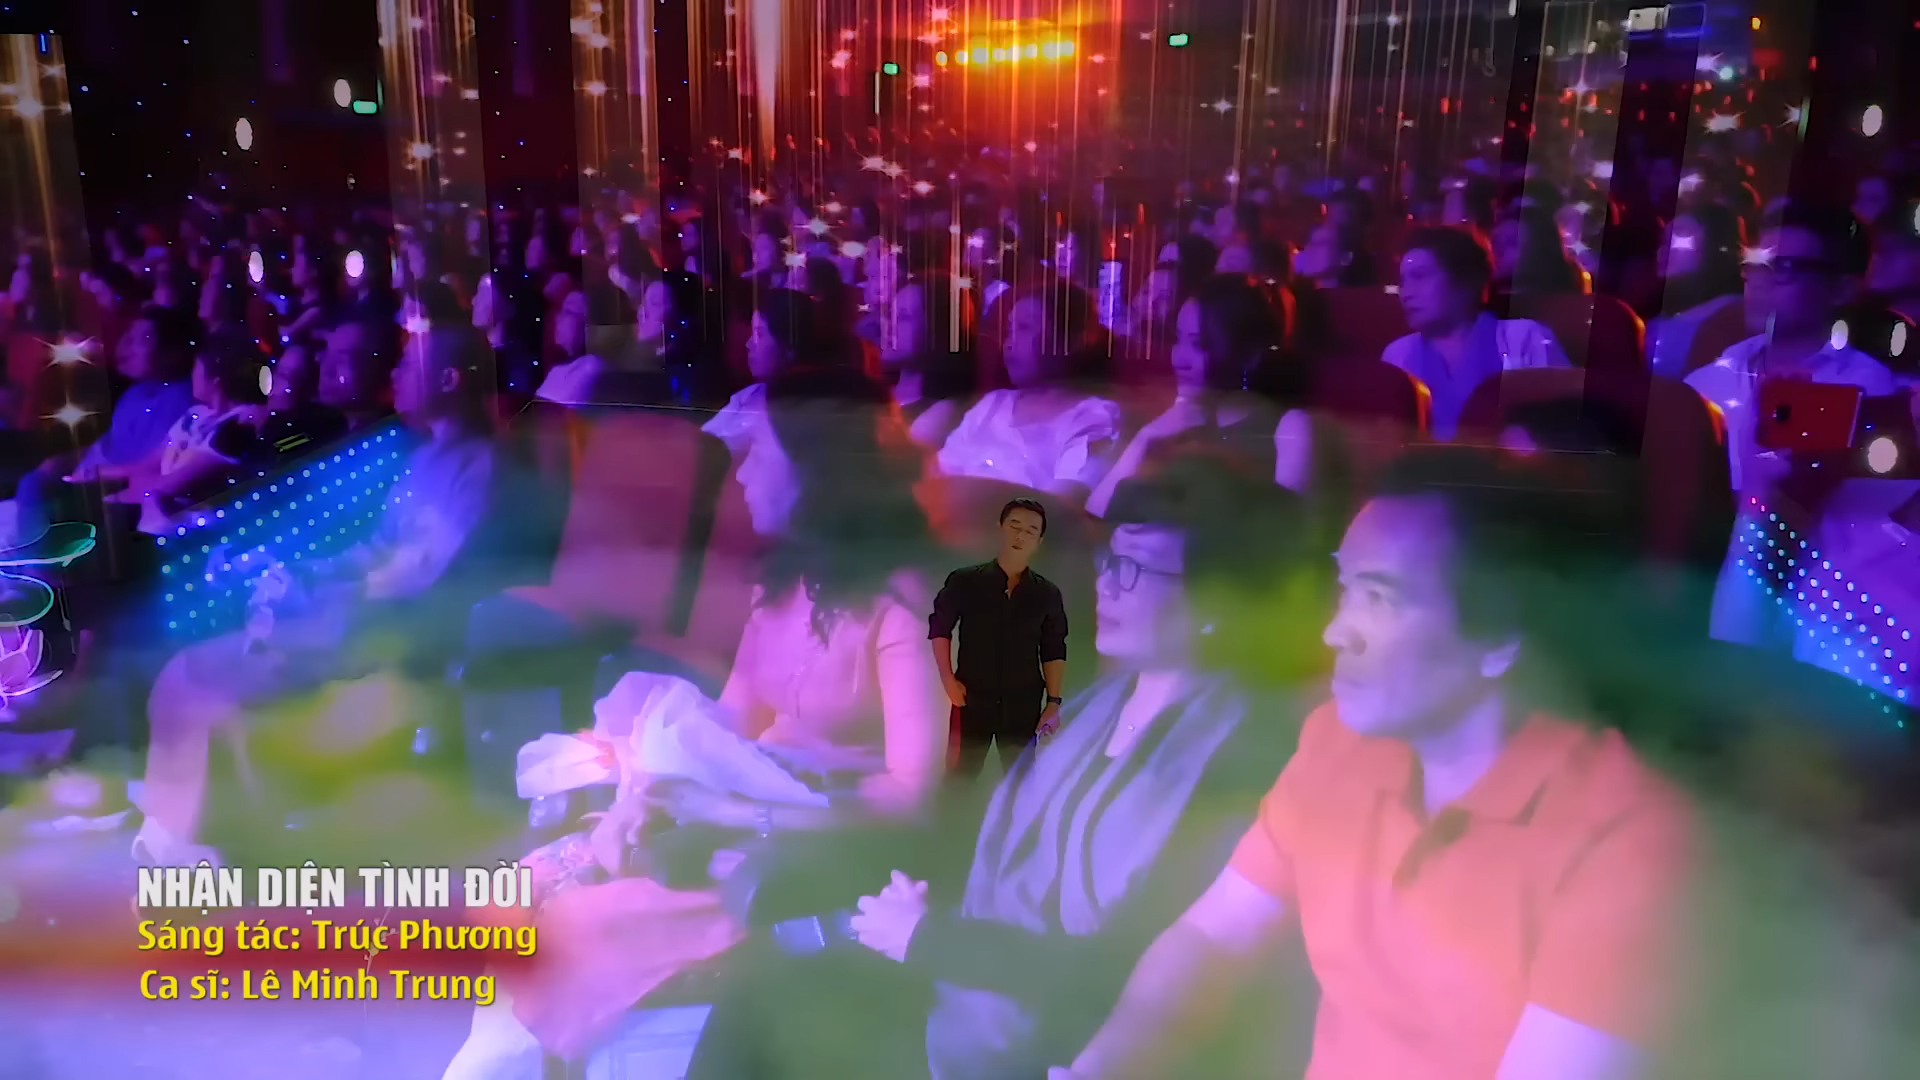 NHẬN DIỆN TÌNH ĐỜI
Sáng tác: Trúc Phương
Ca sĩ: Lê Minh Trung